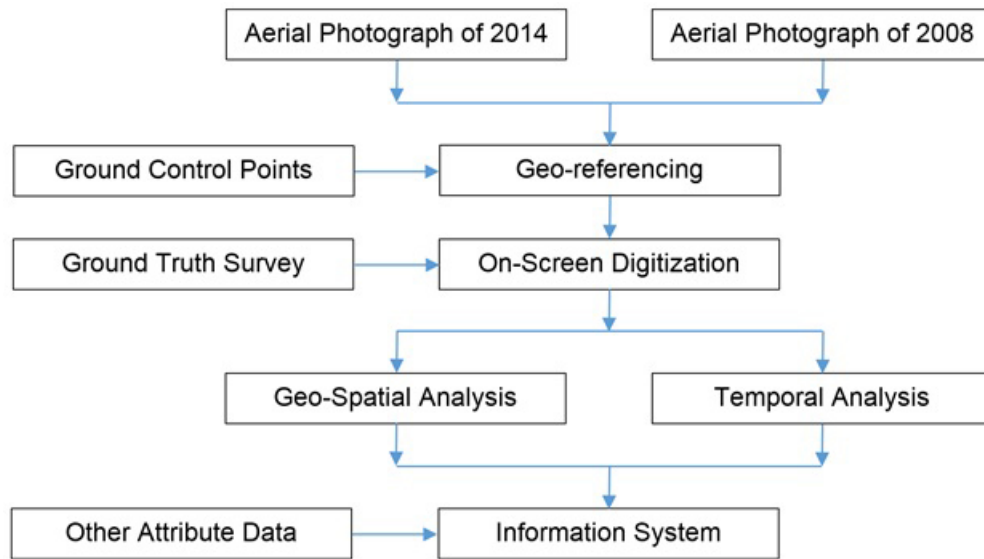 Aerial Photograph of 2014
Aerial Photograph of 2008
Ground Control Points
Geo-referencing
Ground Truth Survey
On-Screen Digitization
Geo-Spatial Analysis
Temporal Analysis
Other Attribute Data
Information System